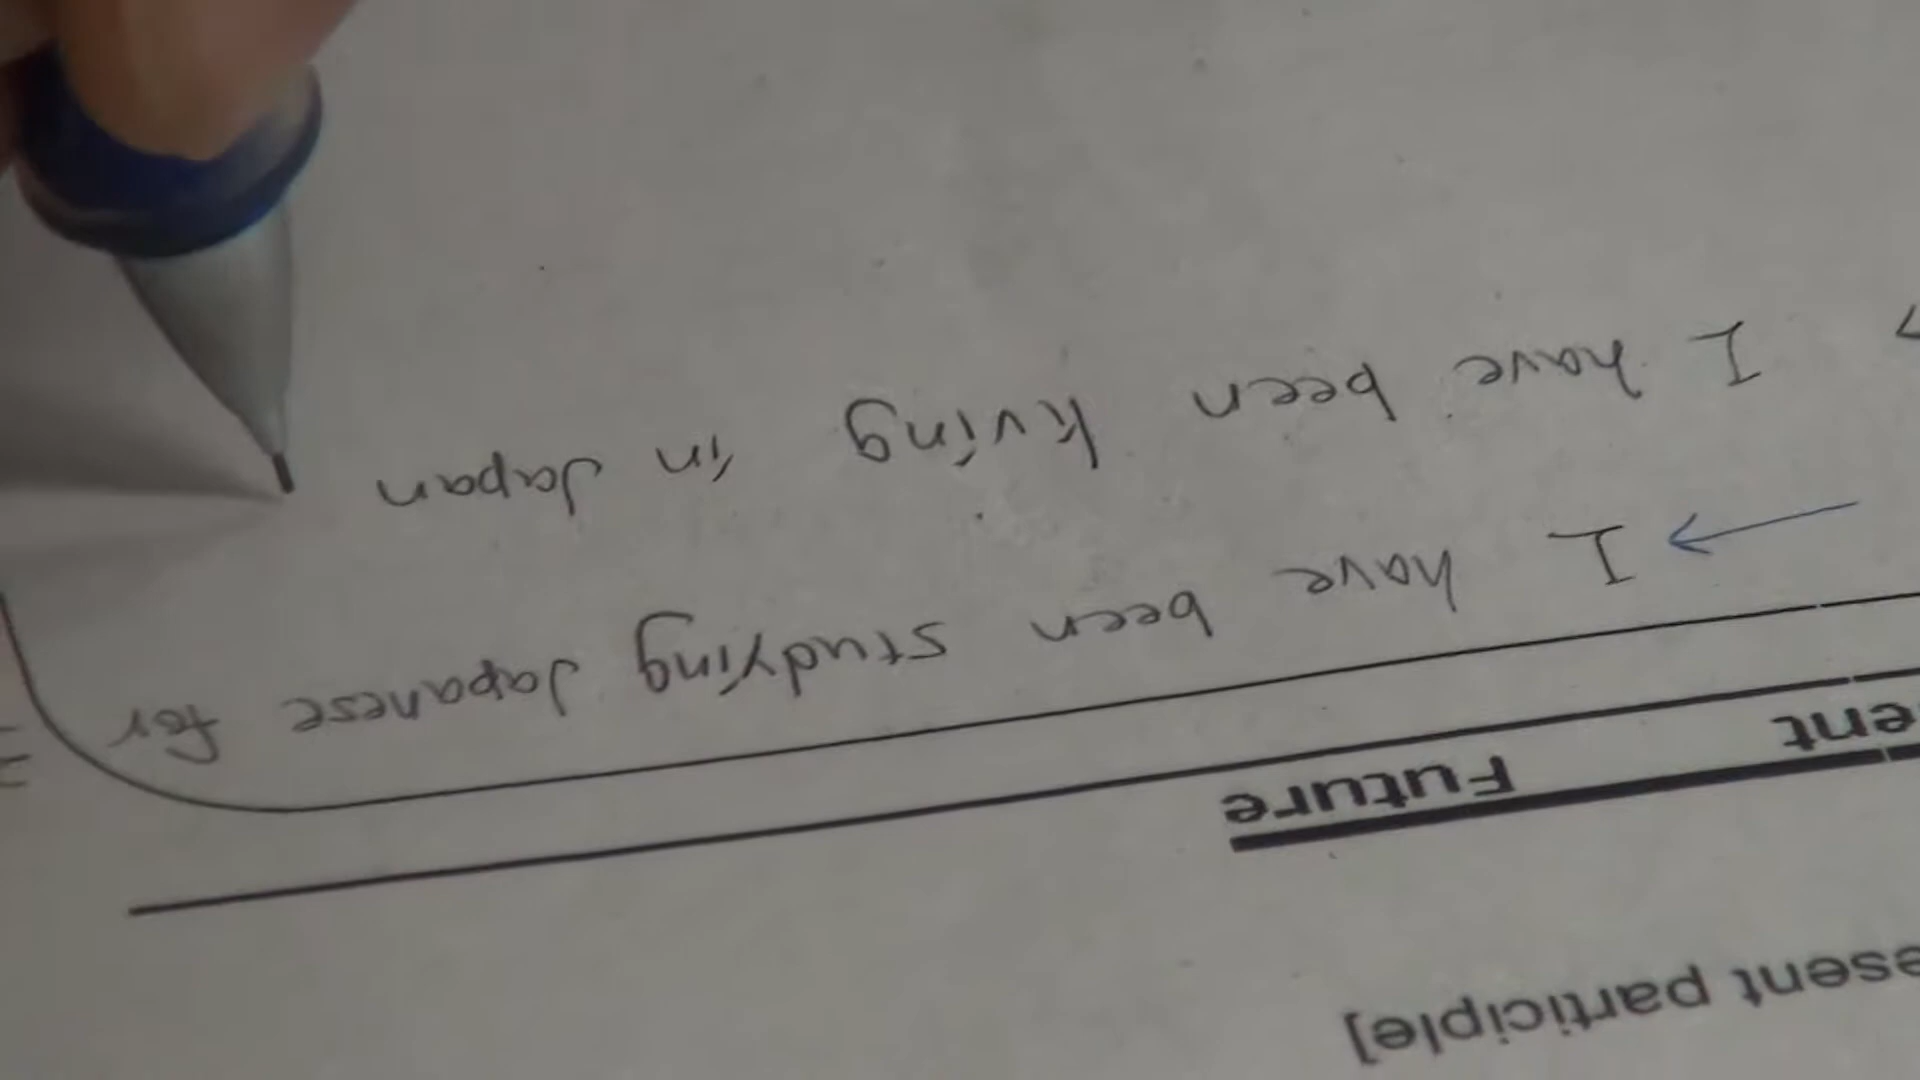 esent participle]
ent Future
I have been studying Japanese for
I have been living in Japan